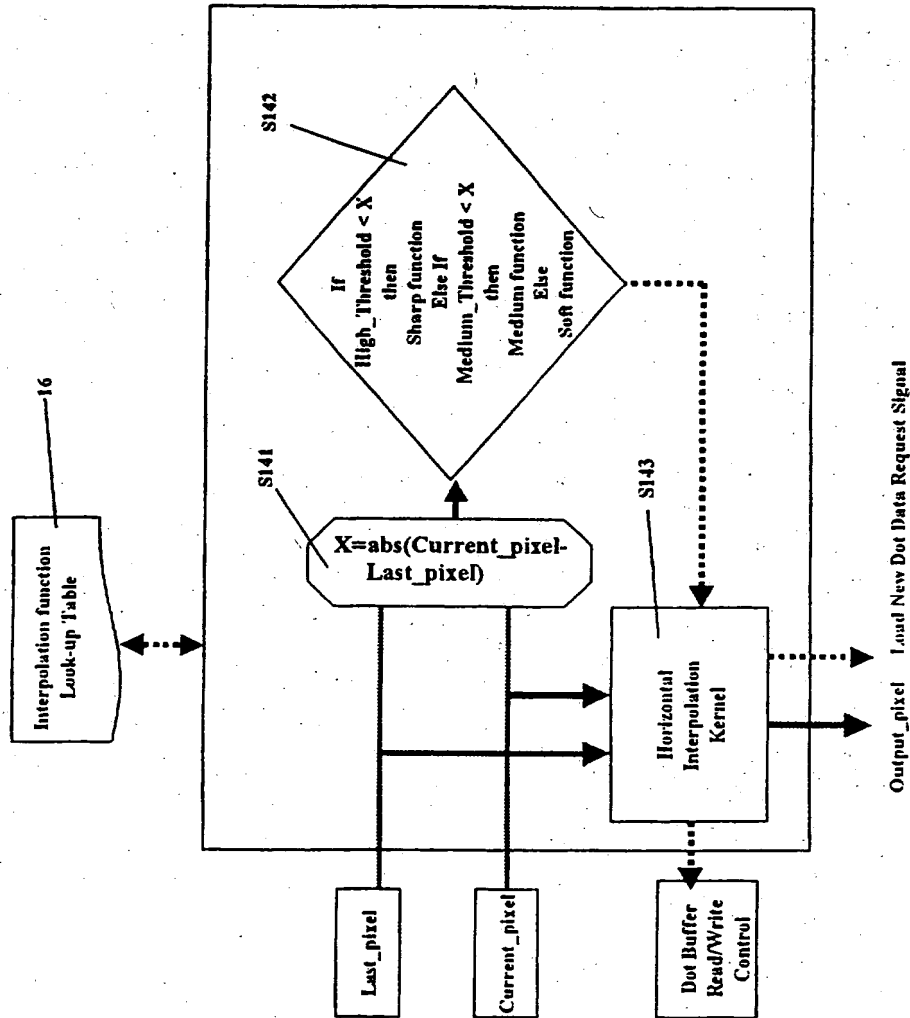 Interpolation function
Look-up Table
16
Last_pixel
Current_pixel
S141
X=abs(Current_pixel-
Last_pixel)
S142
If
High_Threshold < X
then
Sharp function
Else If
Medium_Threshold < X
then
Medium function
Else
Soft function
S143
Horizontal
Interpolation
Kernel
Dot Buffer
Read/Write
Control
Output_pixel
Load New Dot Data Request Signal